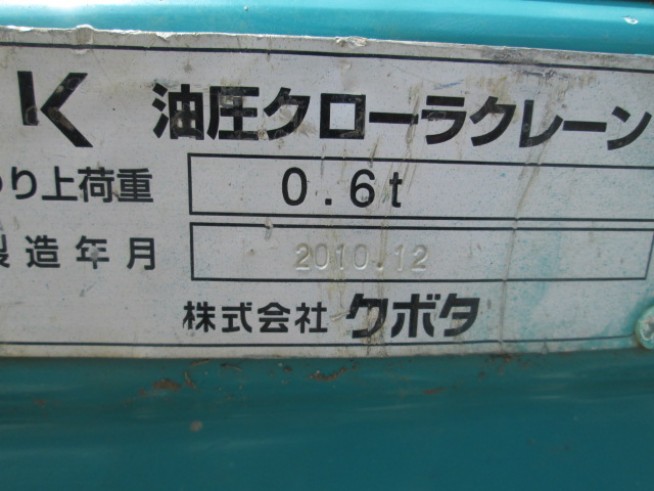 K 油圧クローラクレーン
つり上荷重 0.6t
製造年月 2010.12
株式会社 クボタ